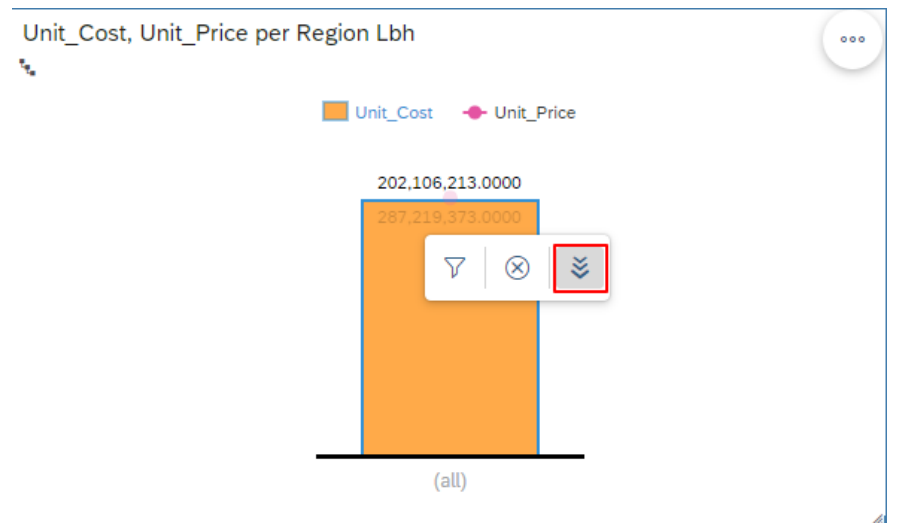 Unit_Cost, Unit_Price per Region Lbh
Unit_Cost Unit_Price
202,106,213.0000
287,219,373.0000
(all)